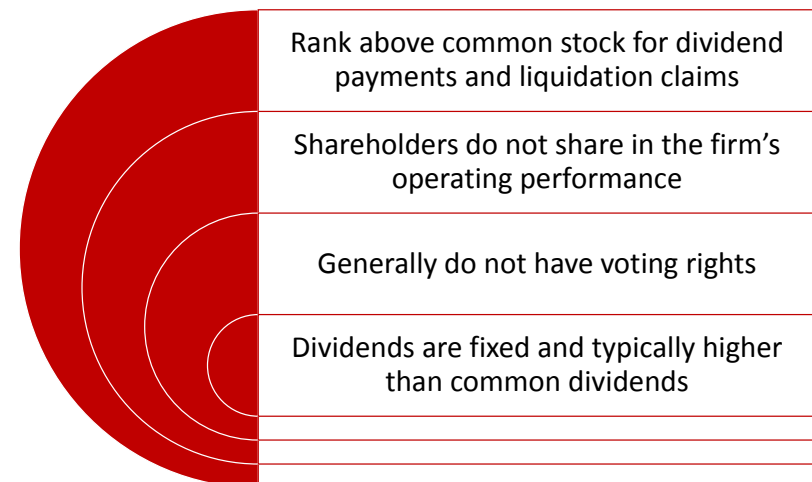 Rank above common stock for dividend
payments and liquidation claims
Shareholders do not share in the firm’s
operating performance
Generally do not have voting rights
Dividends are fixed and typically higher
than common dividends